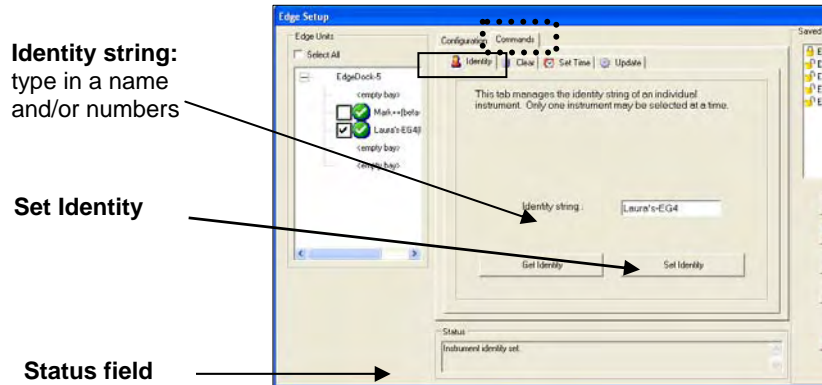 Edge Setup
Identity string:
type in a name
and/or numbers
Set Identity
Status field
Edge Units
Select All
EdgeDock-5
<empty bay>
Mark++(beta-
Laura's-EG4(
<empty bay>
<empty bay>
Configuration Commands
Identity Clear Set Time Update
This tab manages the identity string of an individual
instrument. Only one instrument may be selected at a time.
Identity string :
Laura's-EG4
Get Identity Set Identity
Status
Instrument identity set.
Saved
E
E
E
E
E